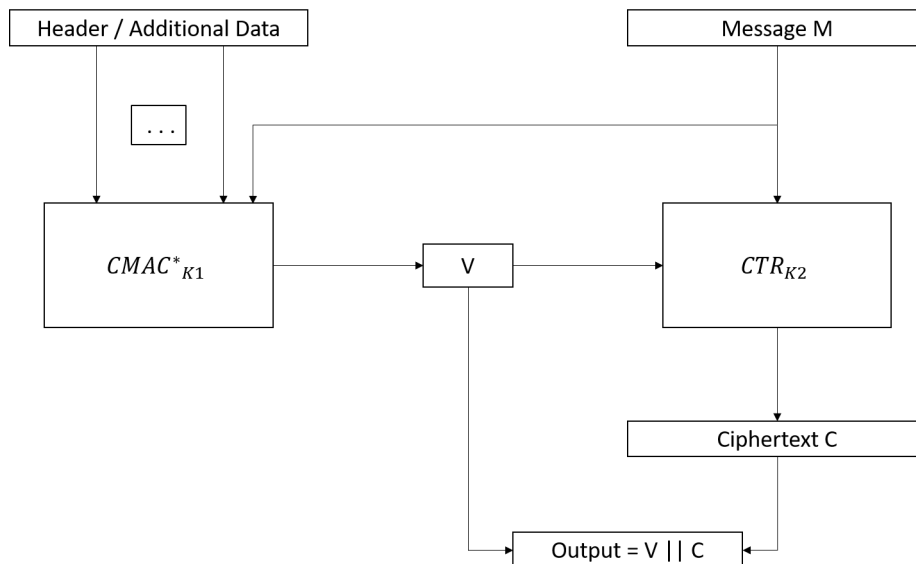 Header / Additional Data
Message M
...
CMAC*K1
V
CTRK2
Ciphertext C
Output = V || C